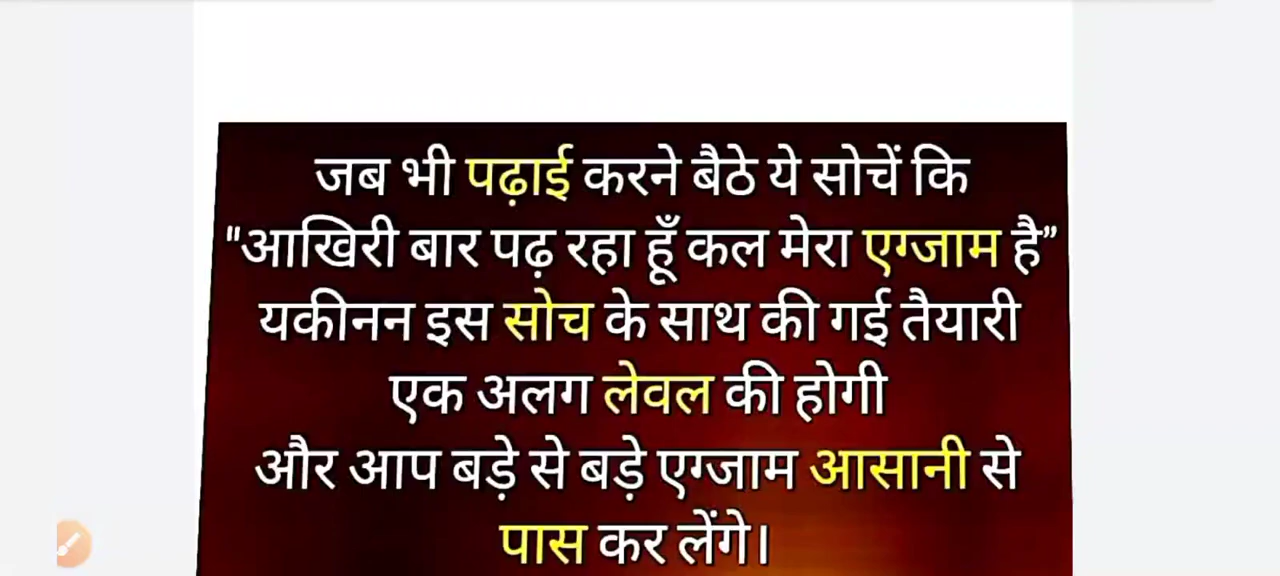 जब भी पढ़ाई करने बैठे ये सोचें कि
"आखिरी बार पढ़ रहा हूँ कल मेरा एग्जाम है”
यकीनन इस सोच के साथ की गई तैयारी
एक अलग लेवल की होगी
और आप बड़े से बड़े एग्जाम आसानी से
पास कर लेंगे।